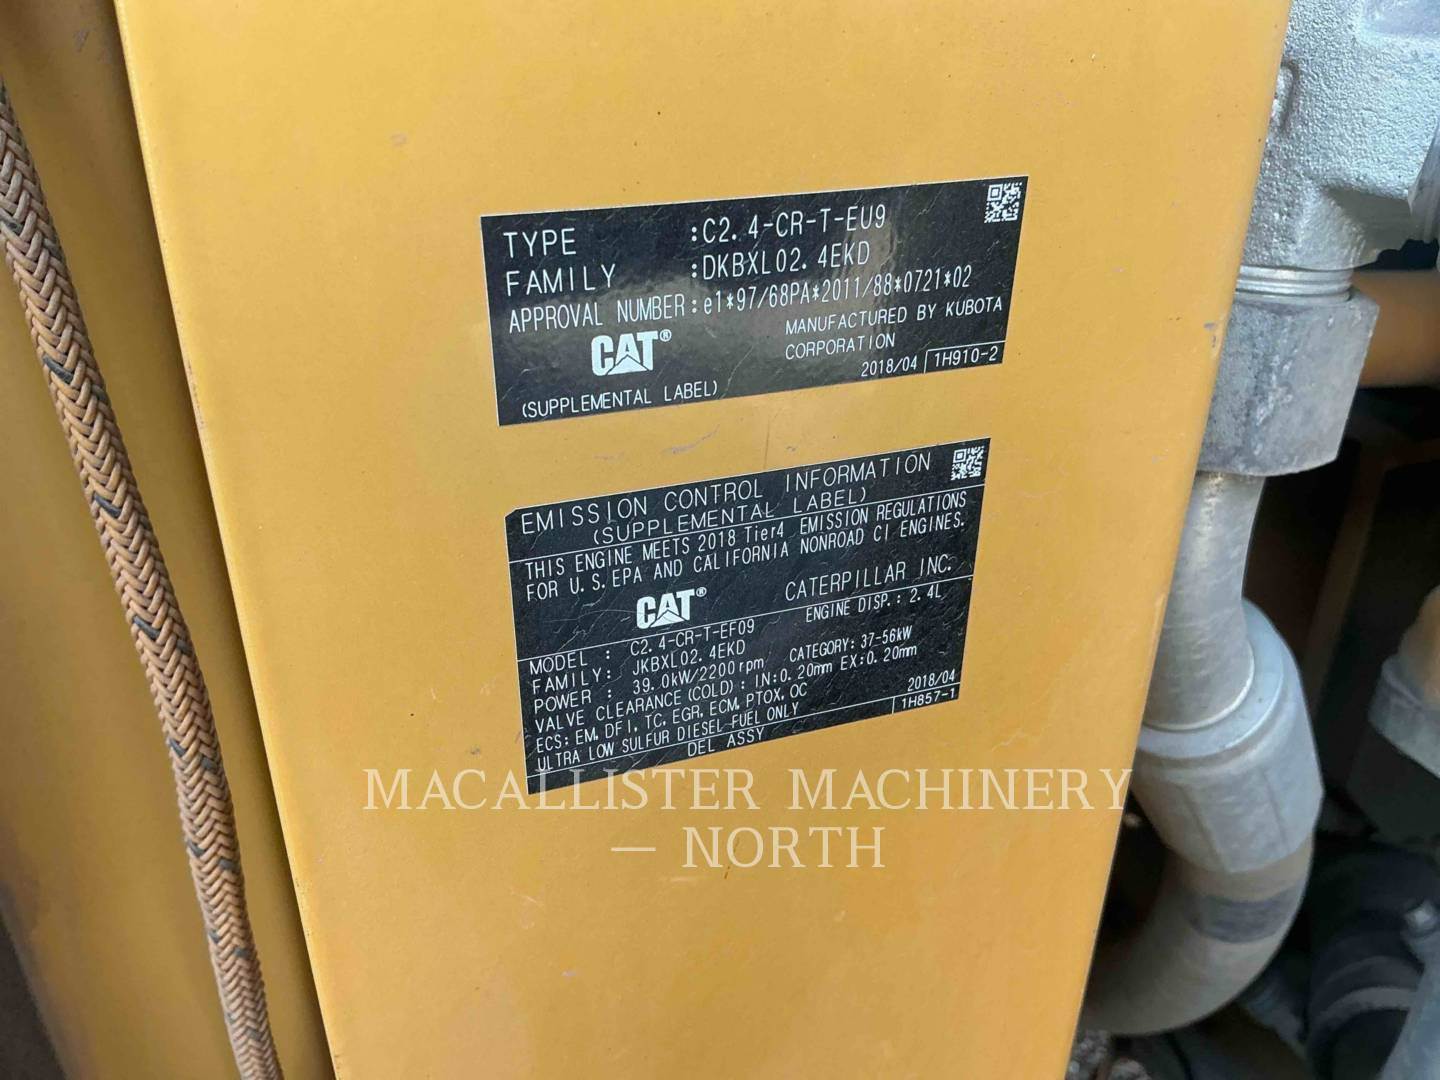 TYPE :C2.4-CR-T-EU9
FAMILY :DKBXL02.4EKD
APPROVAL NUMBER:e1*97/68PA*2011/88*0721*02
CAT® MANUFACTURED BY KUBOTA
CORPORATION
(SUPPLEMENTAL LABEL) 2018/04 1H910-2
EMISSION CONTROL INFORMATION
(SUPPLEMENTAL LABEL)
THIS ENGINE MEETS 2018 Tier4 EMISSION REGULATIONS
FOR U.S.EPA AND CALIFORNIA NONROAD CI ENGINES.
CAT® CATERPILLAR INC.
MODEL : C2.4-CR-T-EF09 ENGINE DISP.: 2.4L
FAMILY: JKBXL02.4EKD
POWER : 39.0kW/2200rpm CATEGORY: 37-56kW
VALVE CLEARANCE(COLD): IN:0.20mm EX:0.20mm
ECS: EM,DFI,TC,EGR,ECM,PTOX,OC
ULTRA LOW SULFUR DIESEL FUEL ONLY 2018/04
DEL ASSY 1H857-1
MACALLISTER MACHINERY
— NORTH